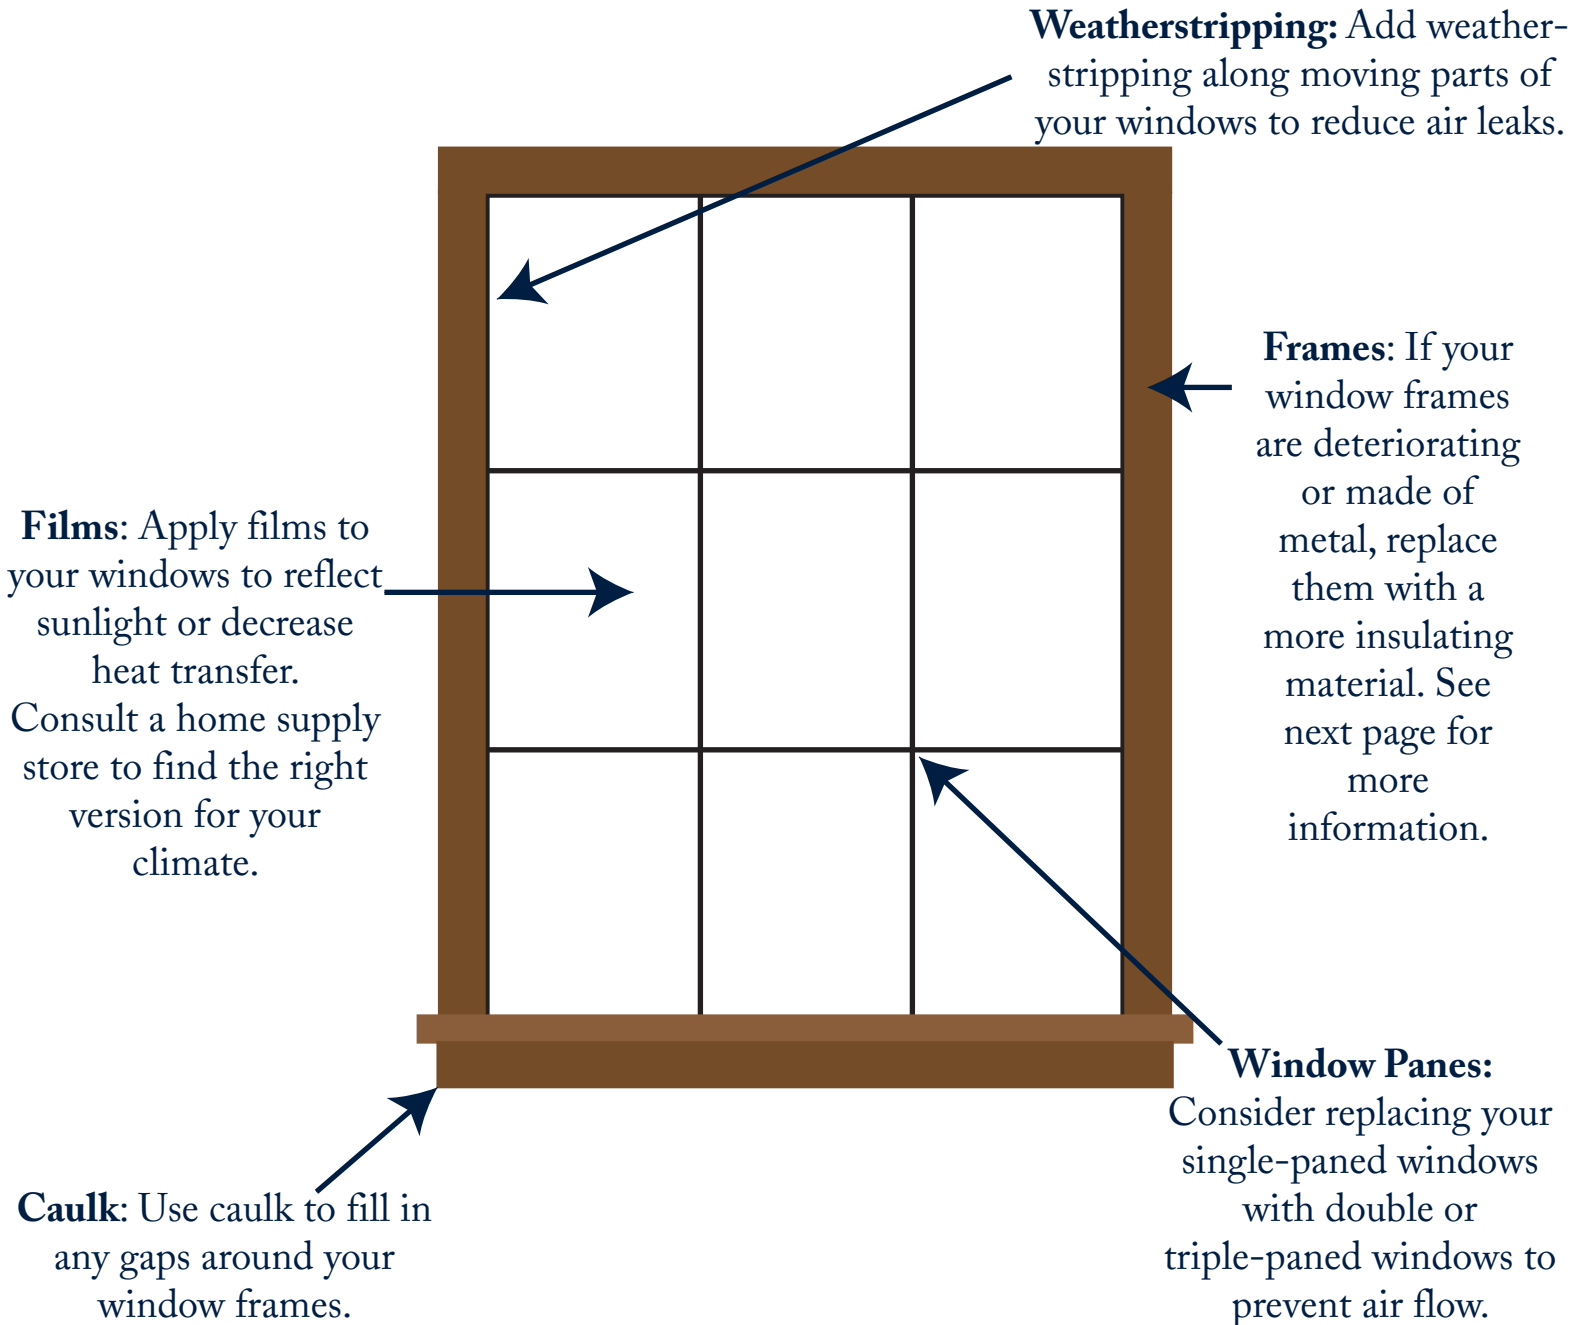 Weatherstripping: Add weather-
stripping along moving parts of
your windows to reduce air leaks.
Frames: If your
window frames
are deteriorating
or made of
metal, replace
them with a
more insulating
material. See
next page for
more
information.
Films: Apply films to
your windows to reflect
sunlight or decrease
heat transfer.
Consult a home supply
store to find the right
version for your
climate.
Window Panes:
Consider replacing your
single-paned windows
with double or
triple-paned windows to
prevent air flow.
Caulk: Use caulk to fill in
any gaps around your
window frames.